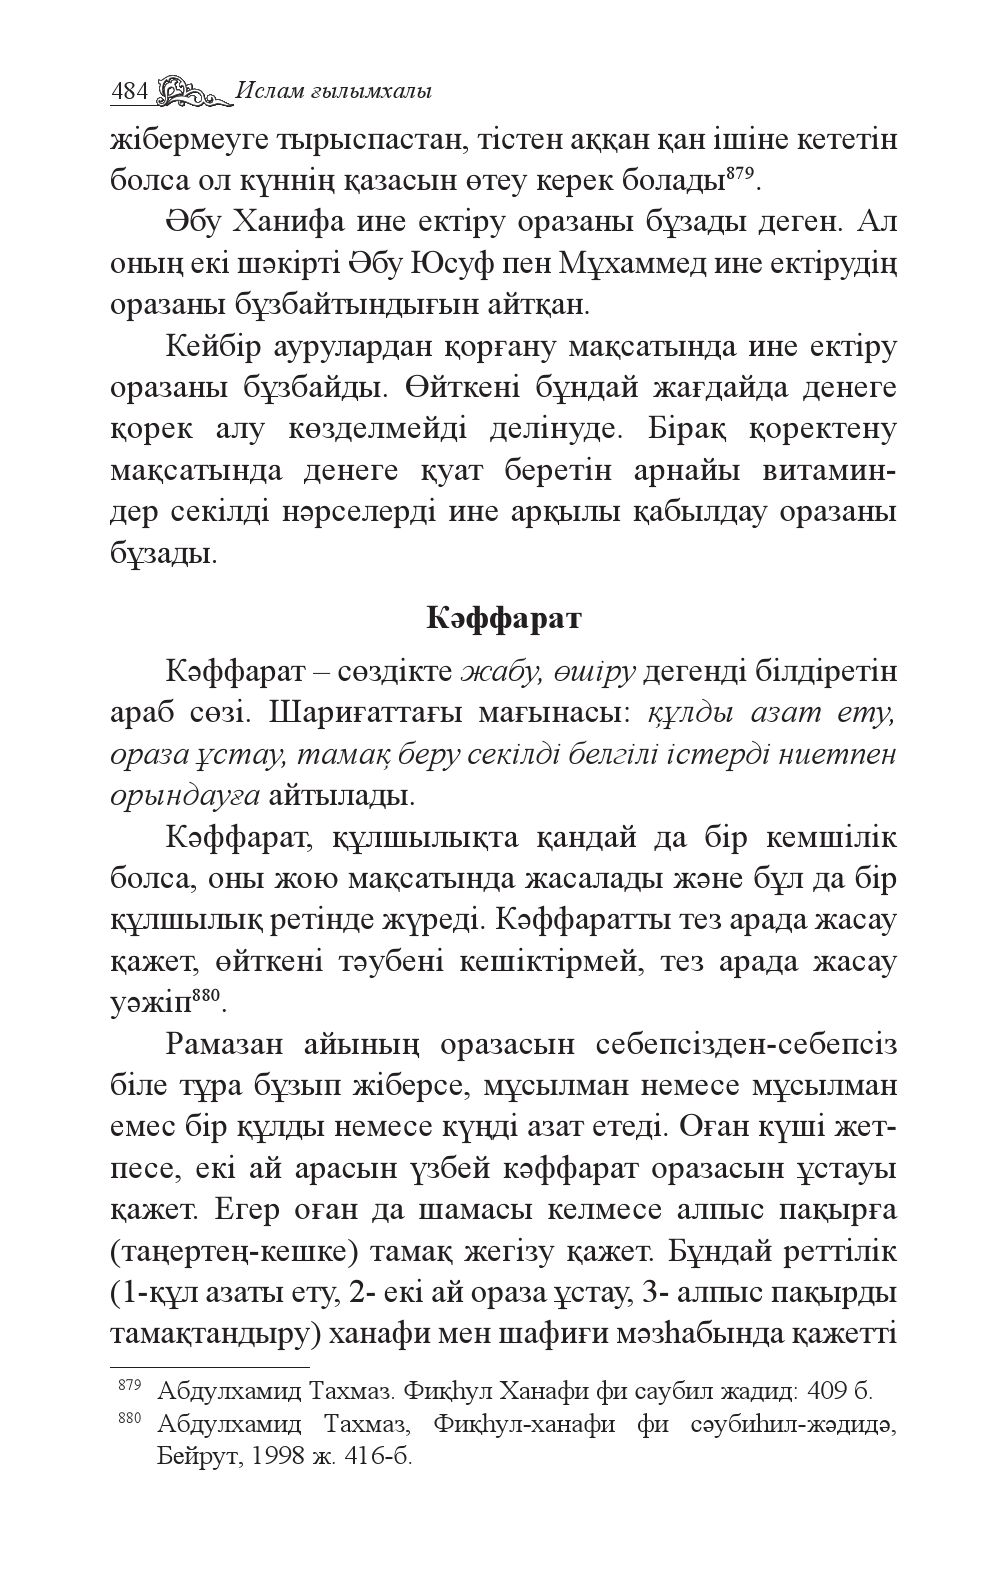 484 Ислам ғылымхалы
жібермеуге тырыспастан, тістен аққан қан ішіне кететін
болса ол күннің қазасын өтеу керек болады⁸⁷⁹.
Әбу Ханифа ине ектіру оразаны бұзады деген. Ал
оның екі шәкірті Әбу Юсуф пен Мұхаммед ине ектірудің
оразаны бұзбайтындығын айтқан.
Кейбір аурулардан қорғану мақсатында ине ектіру
оразаны бұзбайды. Өйткені бұндай жағдайда денеге
қорек алу көзделмейді делінуде. Бірақ қоректену
мақсатында денеге қуат беретін арнайы витамин-
дер секілді нәрселерді ине арқылы қабылдау оразаны
бұзады.
Кәффарат
Кәффарат – сөздікте жабу, өшіру дегенді білдіретін
араб сөзі. Шариғаттағы мағынасы: құлды азат ету,
ораза ұстау, тамақ беру секілді белгілі істерді ниетпен
орындауға айтылады.
Кәффарат, құлшылықта қандай да бір кемшілік
болса, оны жою мақсатында жасалады және бұл да бір
құлшылық ретінде жүреді. Кәффаратты тез арада жасау
қажет, өйткені тәубені кешіктірмей, тез арада жасау
уәжіп⁸⁸⁰.
Рамазан айының оразасын себепсізден-себепсіз
біле тұра бұзып жіберсе, мұсылман немесе мұсылман
емес бір құлды немесе күңді азат етеді. Оған күші жет-
песе, екі ай арасын үзбей кәффарат оразасын ұстауы
қажет. Егер оған да шамасы келмесе алпыс пақырға
(таңертең-кешке) тамақ жегізу қажет. Бұндай реттілік
(1-құл азаты ету, 2- екі ай ораза ұстау, 3- алпыс пақырды
тамақтандыру) ханафи мен шафиғи мәзһабында қажетті
879 Абдулхамид Тахмаз. Фиқһул Ханафи фи саубил жадид: 409 б.
880 Абдулхамид Тахмаз, Фиқһул-ханафи фи сәубиһил-жәдидә,
Бейрут, 1998 ж. 416-б.